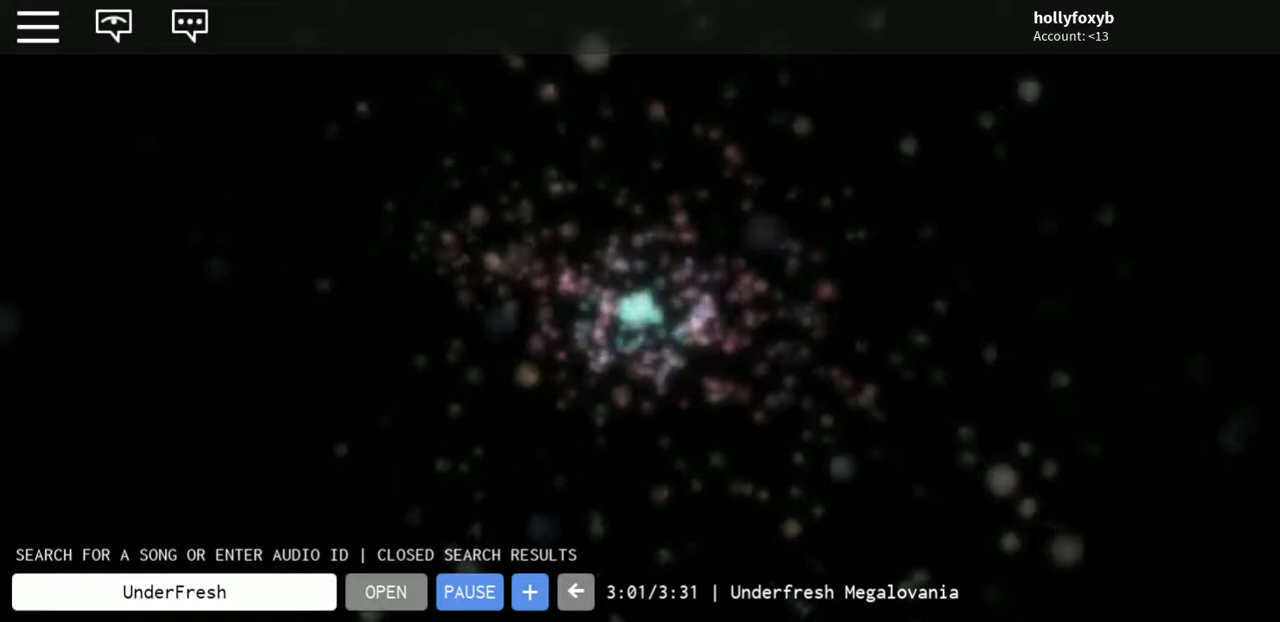 hollyfoxyb
Account: <13
SEARCH FOR A SONG OR ENTER AUDIO ID | CLOSED SEARCH RESULTS
UnderFresh OPEN PAUSE + ← 3:01/3:31 | Underfresh Megalovania